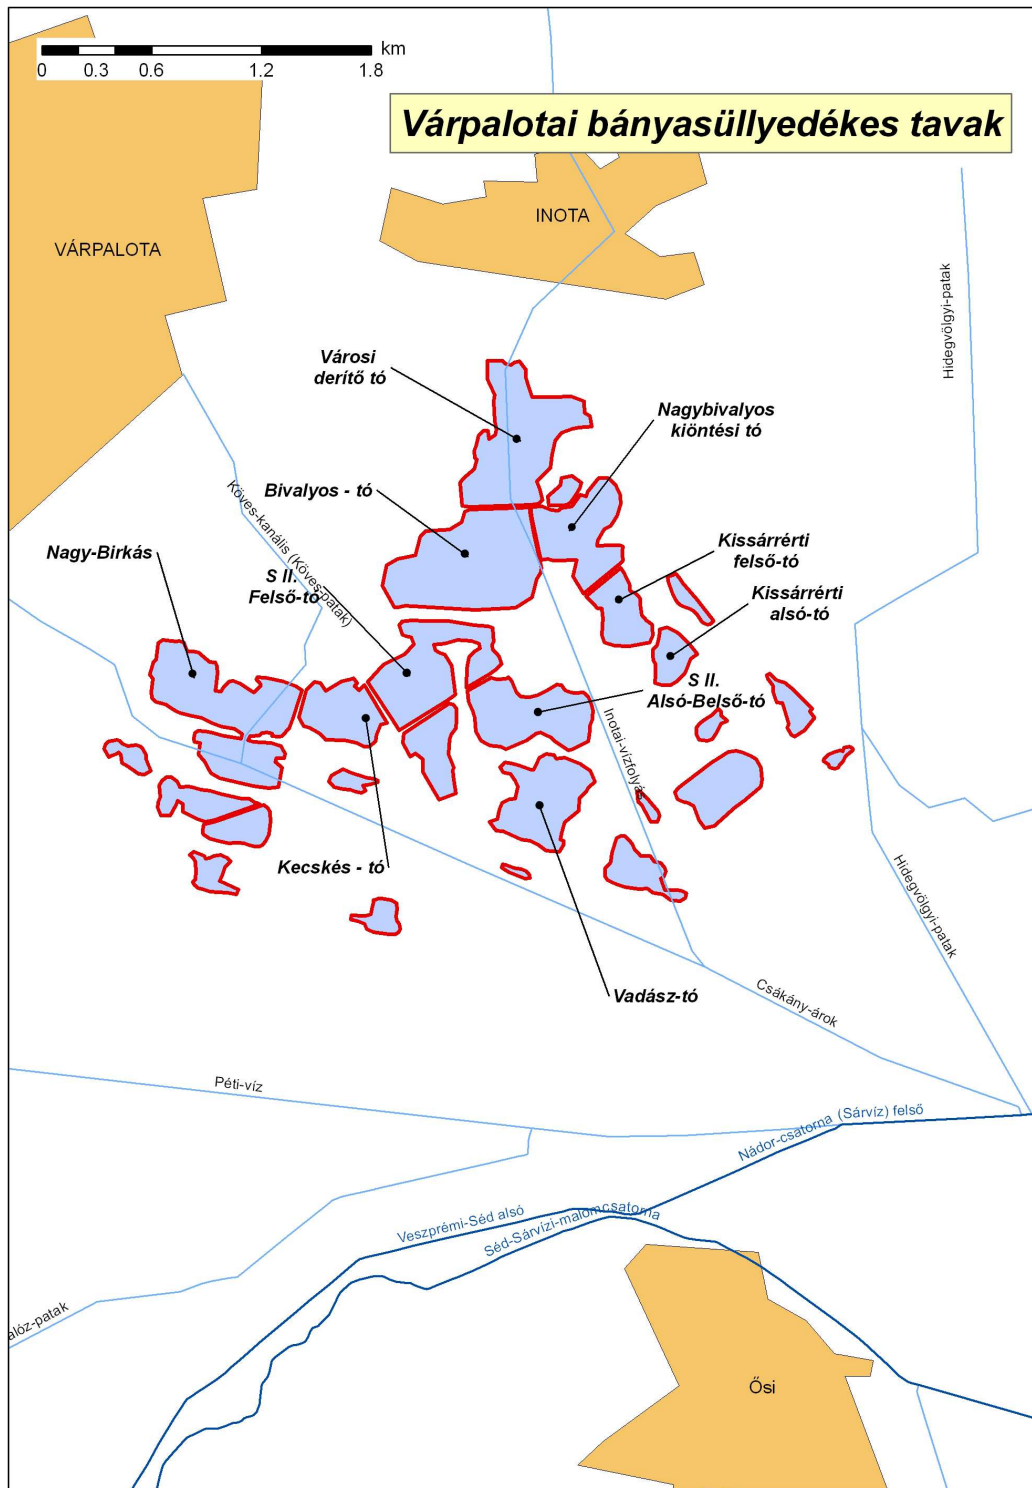 km
0 0.3 0.6 1.2 1.8
Várpalotai bányasüllyedékes tavak
INOTA
VÁRPALOTA
Hidegvölgyi-patak
Városi
derítő tó
Nagybivalyos
kiöntési tó
Bivalyos - tó
Köves-kanális (Köves-patak)
Nagy-Birkás
S II.
Felső-tó
Kissárrérti
felső-tó
Kissárrérti
alsó-tó
S II.
Alsó-Belső-tó
Inotai-vízfolyás
Kecskés - tó
Hidegvölgyi-patak
Vadász-tó
Csákány-árok
Péti-víz
Nádor-csatorna (Sárvíz) felső
Veszprémi-Séd alsó
Séd-Sárvízi-malomcsatorna
alóz-patak
Ősi